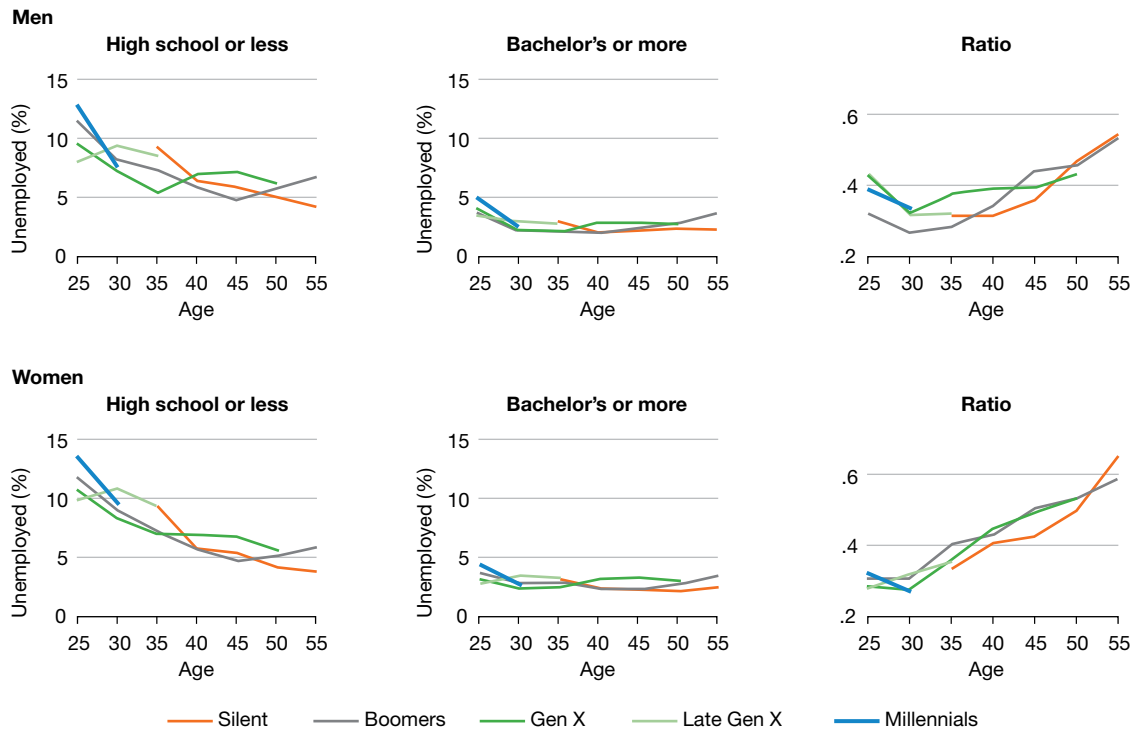 Men
High school or less
Bachelor's or more
Ratio
Unemployed (%)
15
10
5
0
25 30 35 40 45 50 55
Age
Unemployed (%)
15
10
5
0
25 30 35 40 45 50 55
Age
.6
.4
.2
25 30 35 40 45 50 55
Age
Women
High school or less
Bachelor's or more
Ratio
Unemployed (%)
15
10
5
0
25 30 35 40 45 50 55
Age
Unemployed (%)
15
10
5
0
25 30 35 40 45 50 55
Age
.6
.4
.2
25 30 35 40 45 50 55
Age
Silent Boomers Gen X Late Gen X Millennials